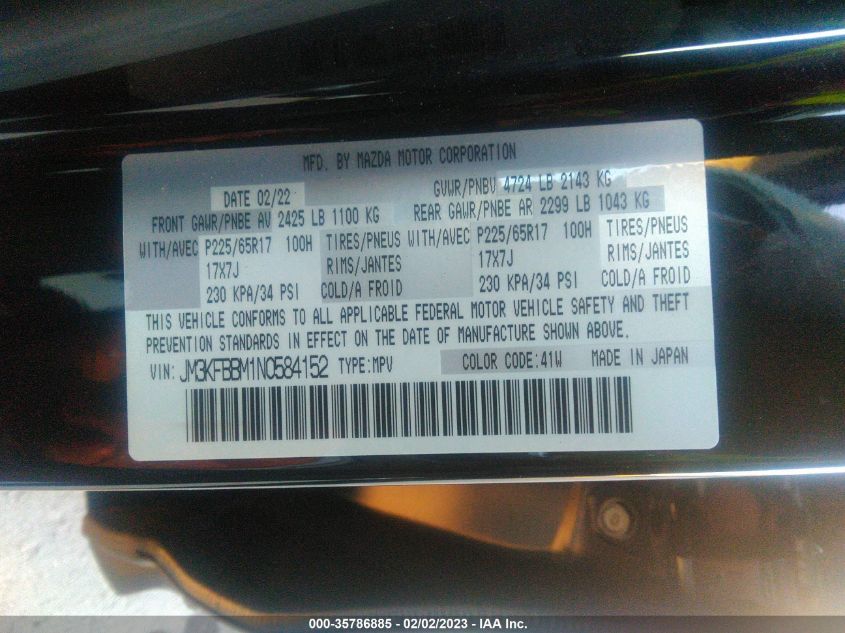 MFD. BY MAZDA MOTOR CORPORATION
DATE 02/22 GVWR/PNBV 4724 LB 2143 KG
FRONT GAWR/PNBE AV 2425 LB 1100 KG REAR GAWR/PNBE AR 2299 LB 1043 KG
WITH/AVEC P225/65R17 100H TIRES/PNEUS WITH/AVEC P225/65R17 100H TIRES/PNEUS
17X7J RIMS/JANTES 17X7J RIMS/JANTES
230 KPA/34 PSI COLD/A FROID 230 KPA/34 PSI COLD/A FROID
THIS VEHICLE CONFORMS TO ALL APPLICABLE FEDERAL MOTOR VEHICLE SAFETY AND THEFT
PREVENTION STANDARDS IN EFFECT ON THE DATE OF MANUFACTURE SHOWN ABOVE.
VIN: JM3KFBBM1N0584152 TYPE:MPV COLOR CODE:41W MADE IN JAPAN
000-35786885 - 02/02/2023 - IAA Inc.